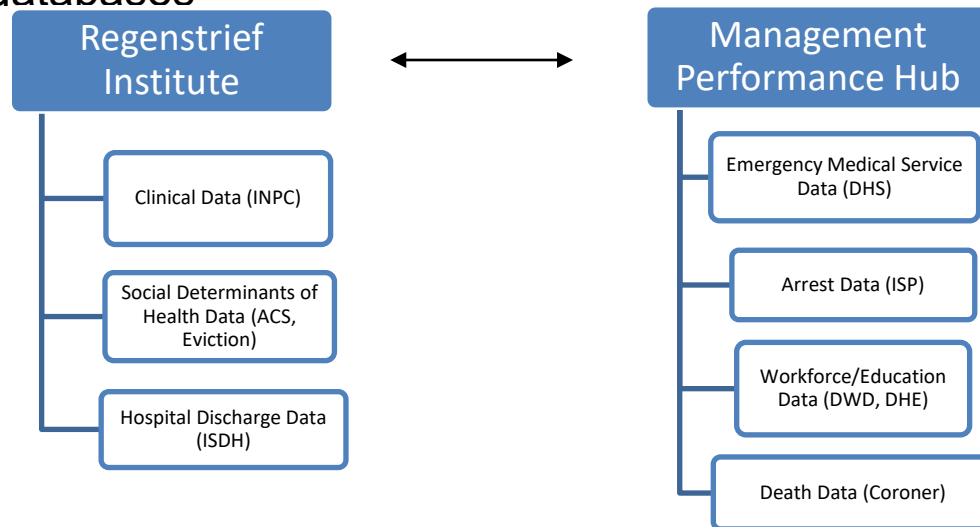 databases
Regenstrief
Institute
Clinical Data (INPC)
Social Determinants of
Health Data (ACS,
Eviction)
Hospital Discharge Data
(ISDH)
Management
Performance Hub
Emergency Medical Service
Data (DHS)
Arrest Data (ISP)
Workforce/Education
Data (DWD, DHE)
Death Data (Coroner)